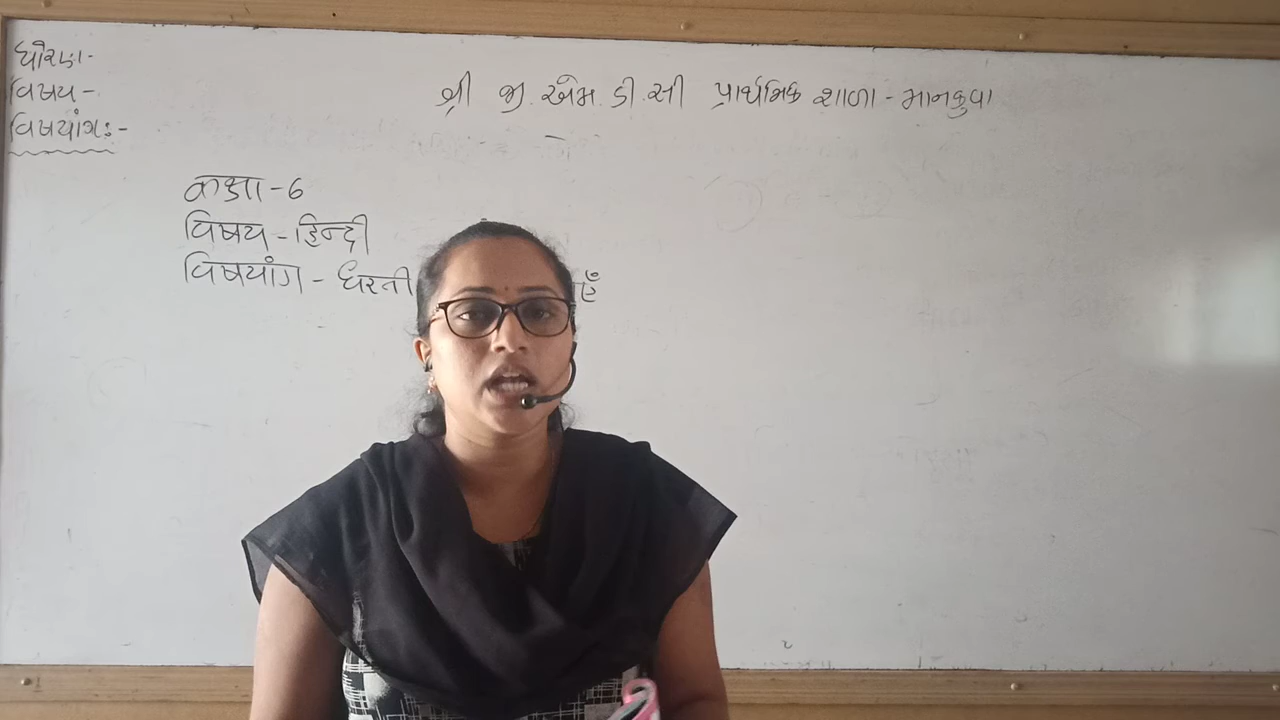 ધોરણ-
વિષય-
વિષયાંગ:-
શ્રી જી.એમ.ડી.સી પ્રાથમિક શાળા - માનકુવા
कक्षा-6
विषय-हिन्दी
विषयांग-धरती